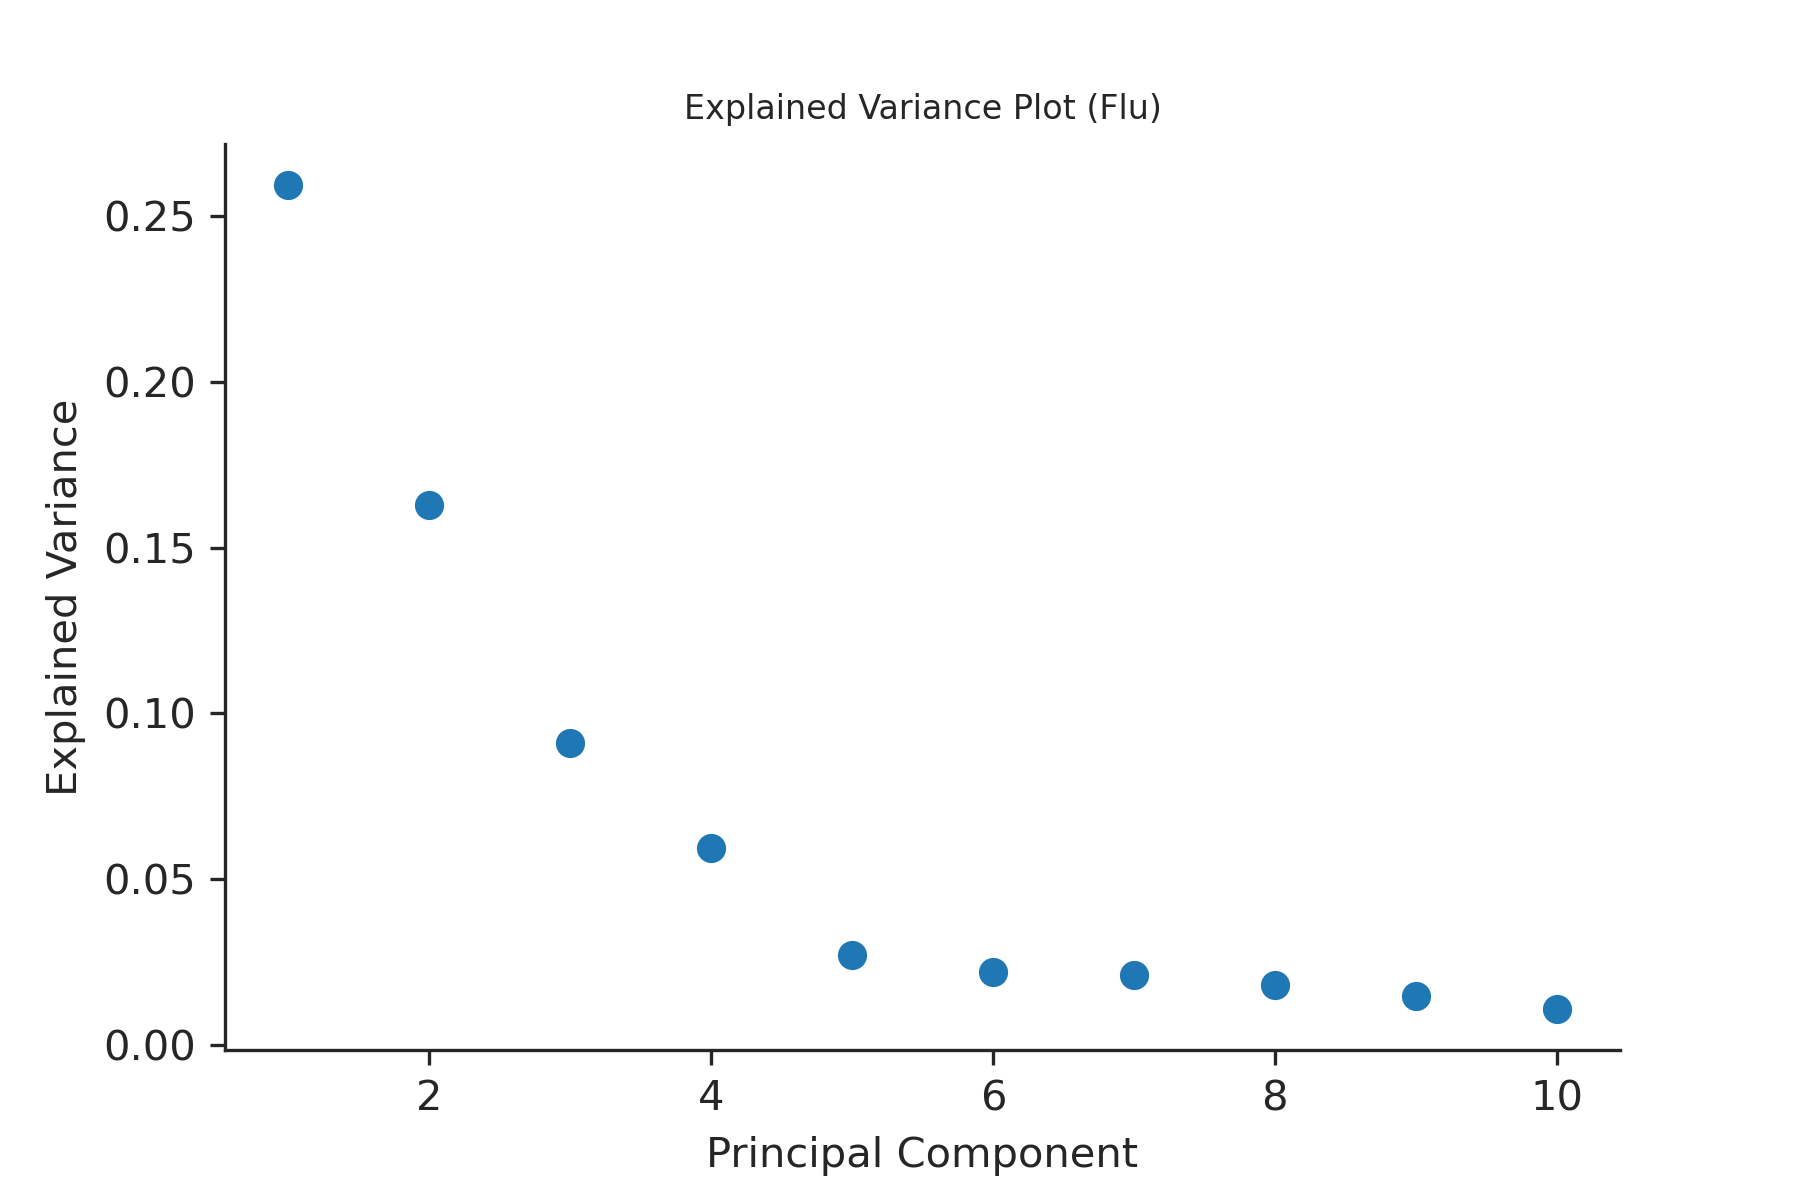 Explained Variance Plot (Flu)
Explained Variance
0.25
0.20
0.15
0.10
0.05
0.00
2 4 6 8 10
Principal Component